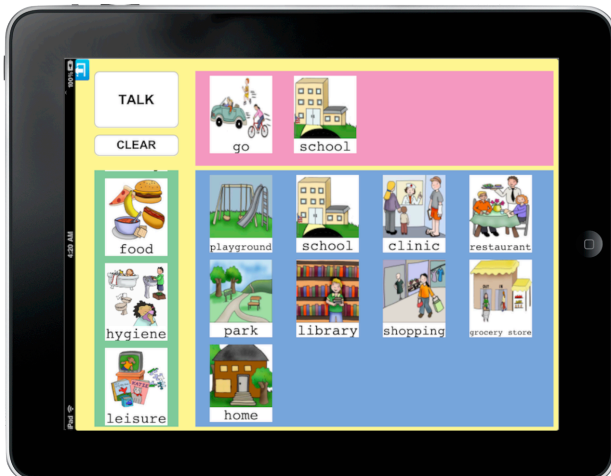 100%
4:20 AM
iPad
TALK
CLEAR
go
school
food
hygiene
leisure
playground
school
clinic
restaurant
park
library
shopping
grocery store
home